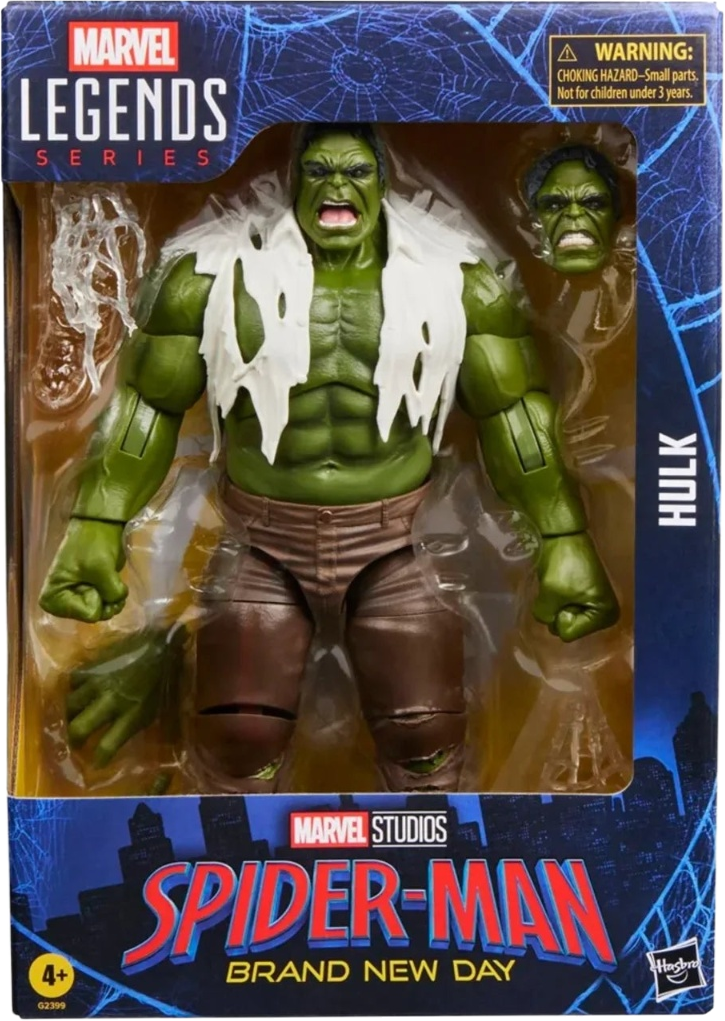 MARVEL
LEGENDS
SERIES
WARNING:
CHOKING HAZARD–Small parts.
Not for children under 3 years.
HULK
MARVEL STUDIOS
SPIDER-MAN
BRAND NEW DAY
4+
G2399
Hasbro